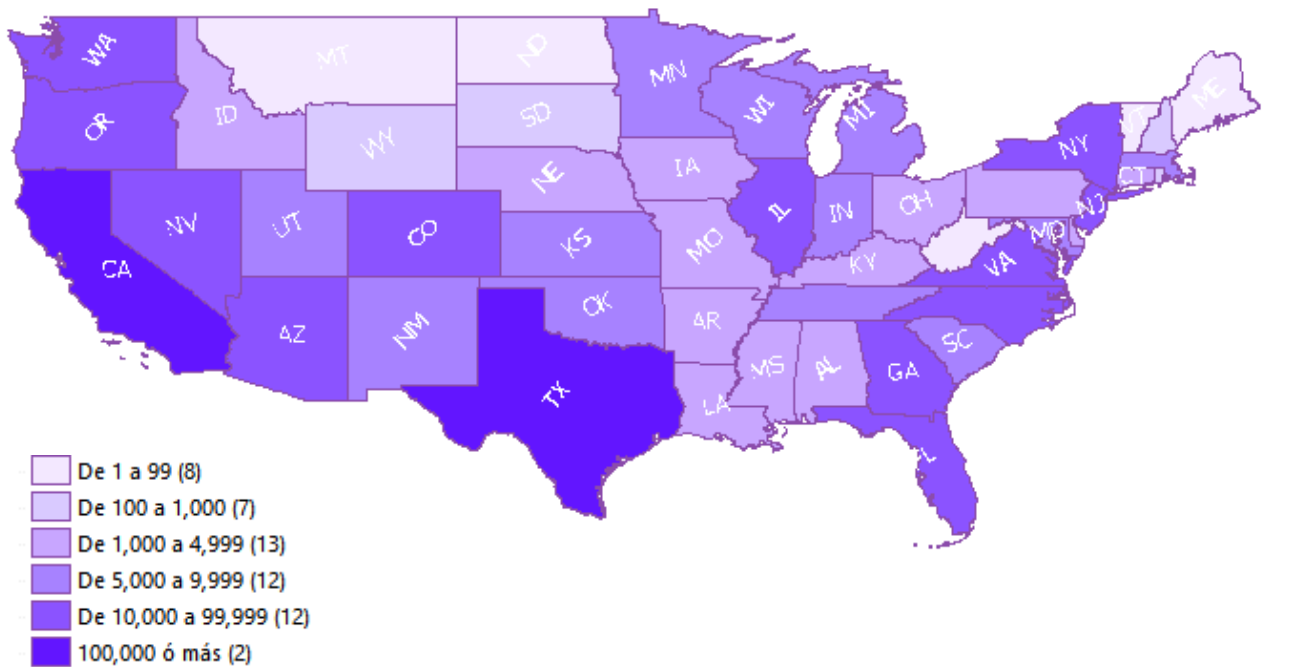 WA
MT
ND
MN
ME
VT
OR
ID
SD
WI
MI
NY
WY
IA
CT
NE
NV
UT
CO
IL
IN
OH
NJ
MD
KS
MO
KY
VA
CA
AZ
NM
OK
AR
SC
TX
MS
AL
GA
LA
FL
De 1 a 99 (8)
De 100 a 1,000 (7)
De 1,000 a 4,999 (13)
De 5,000 a 9,999 (12)
De 10,000 a 99,999 (12)
100,000 ó más (2)